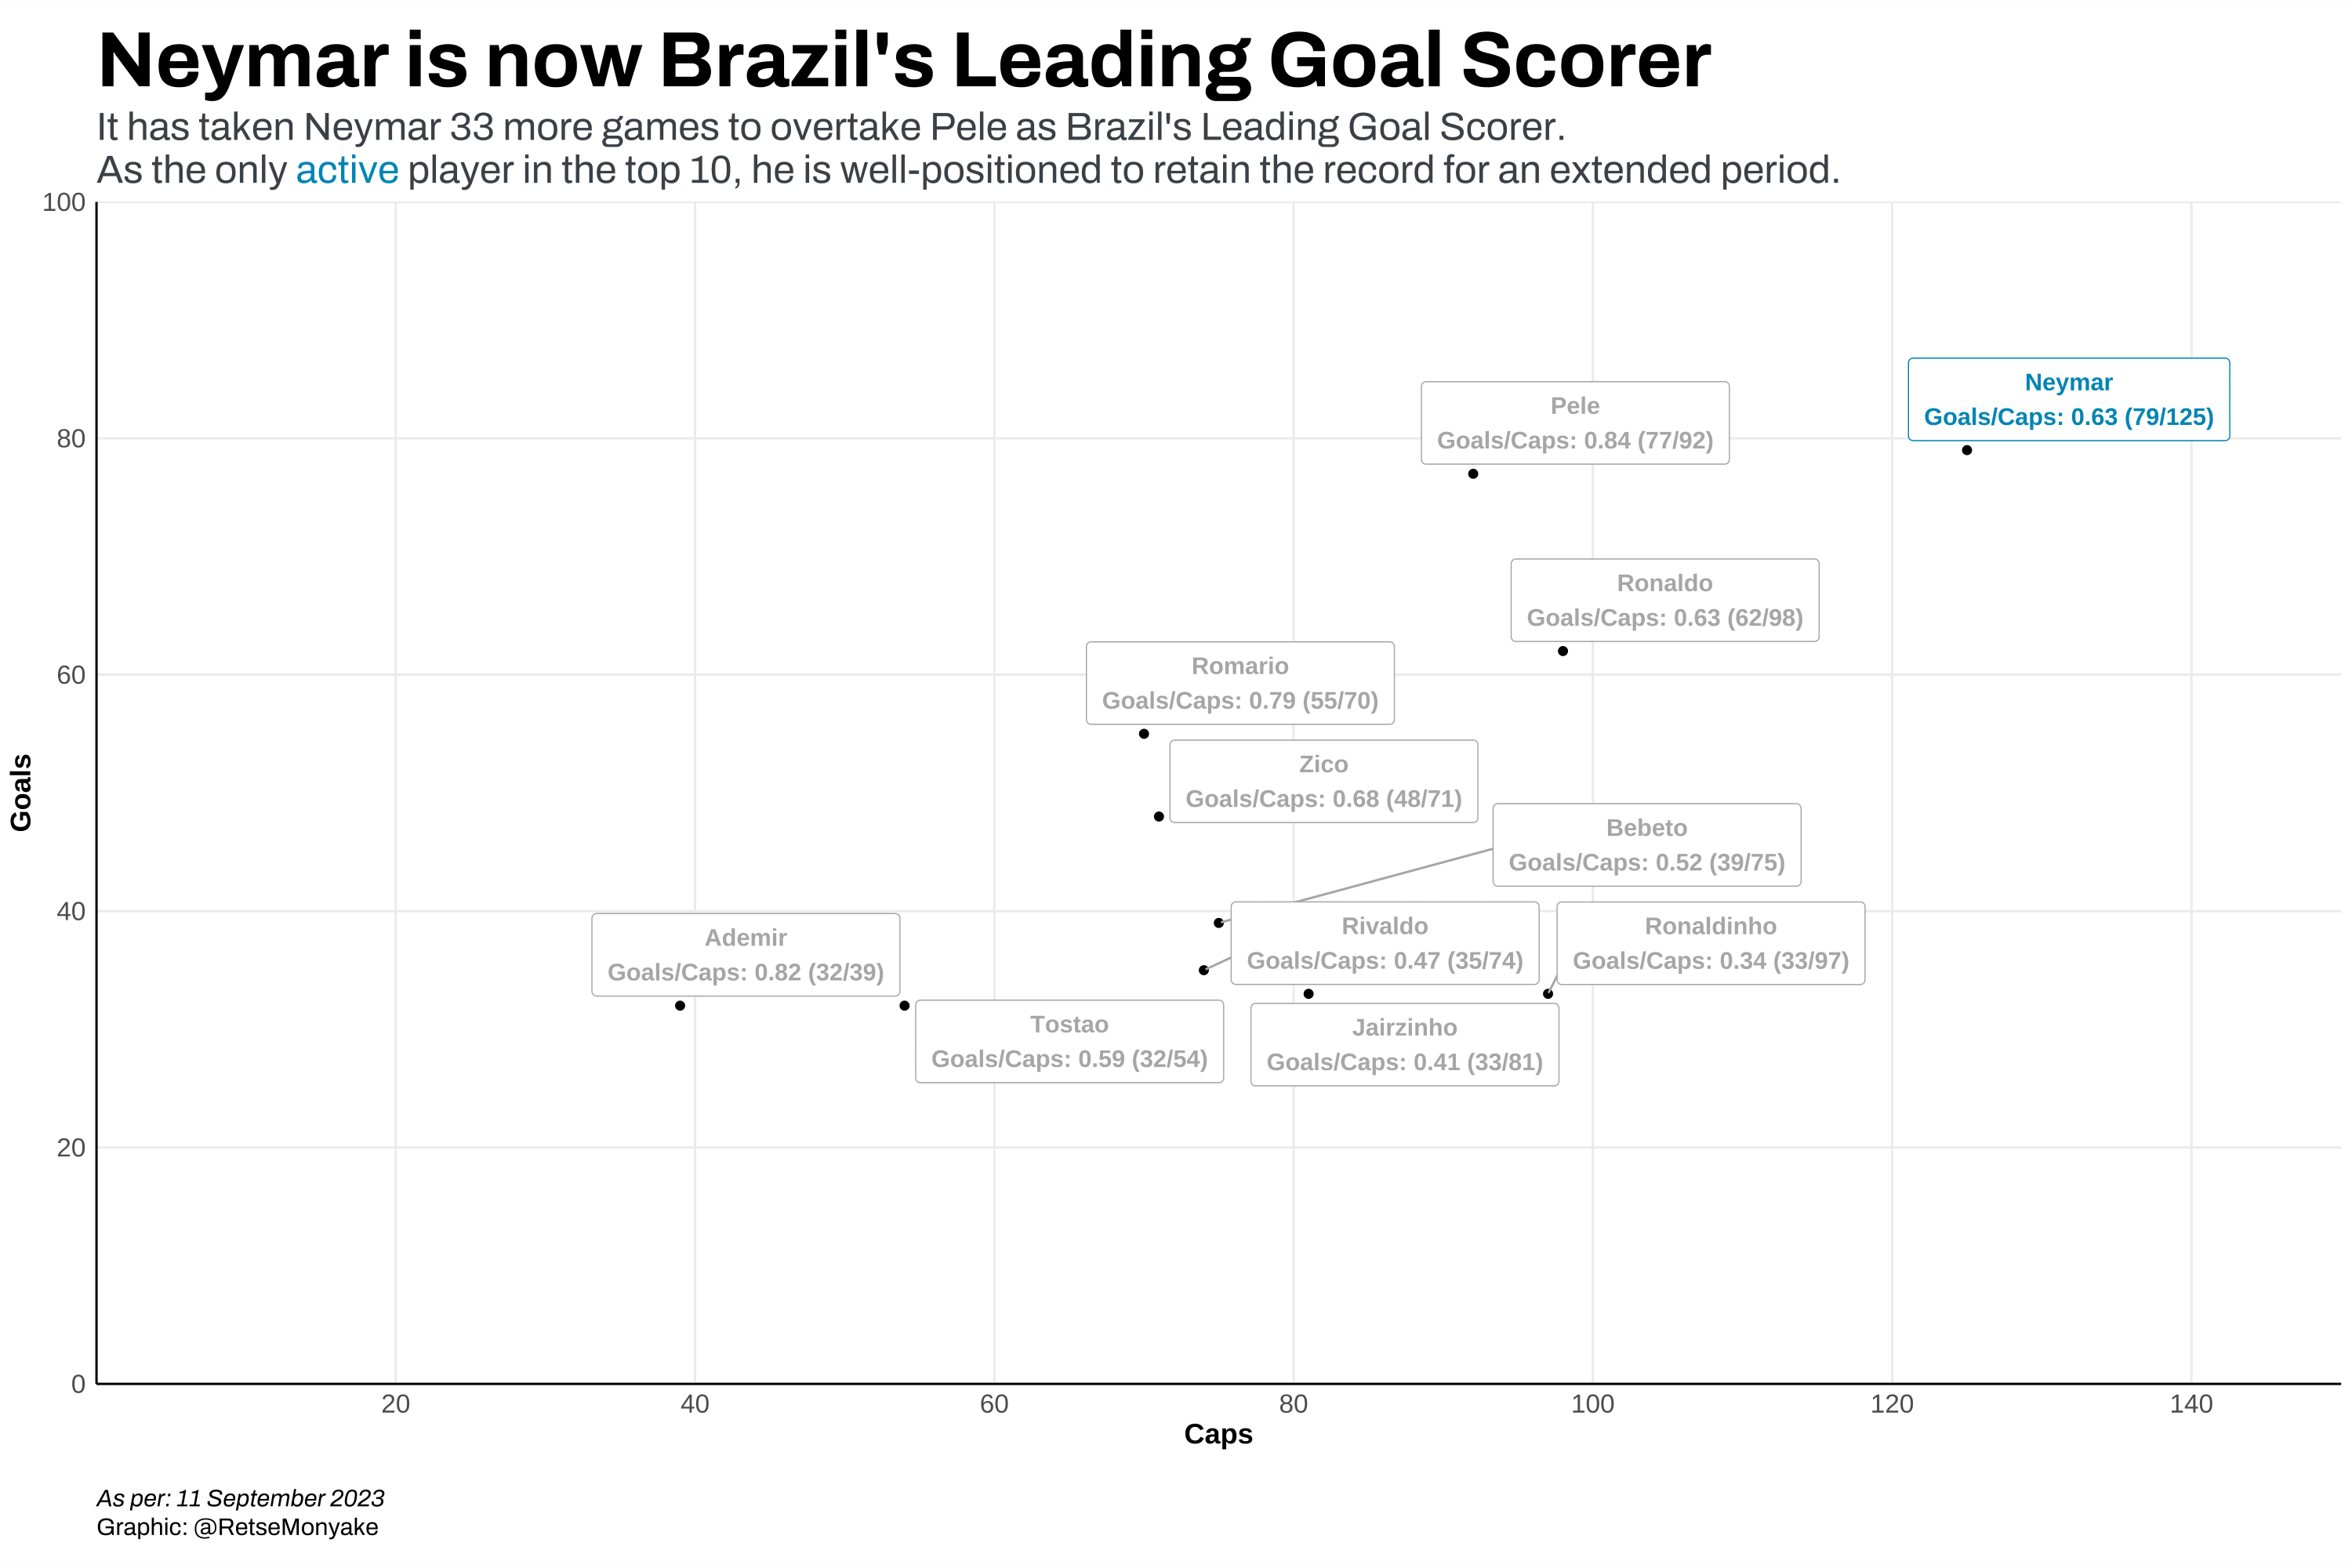 Neymar is now Brazil's Leading Goal Scorer
It has taken Neymar 33 more games to overtake Pele as Brazil's Leading Goal Scorer.
As the only active player in the top 10, he is well-positioned to retain the record for an extended period.
100
80
60
40
20
0
Goals
Neymar
Goals/Caps: 0.63 (79/125)
Pele
Goals/Caps: 0.84 (77/92)
Ronaldo
Goals/Caps: 0.63 (62/98)
Romario
Goals/Caps: 0.79 (55/70)
Zico
Goals/Caps: 0.68 (48/71)
Bebeto
Goals/Caps: 0.52 (39/75)
Rivaldo
Goals/Caps: 0.47 (35/74)
Ronaldinho
Goals/Caps: 0.34 (33/97)
Ademir
Goals/Caps: 0.82 (32/39)
Tostao
Goals/Caps: 0.59 (32/54)
Jairzinho
Goals/Caps: 0.41 (33/81)
20 40 60 80 100 120 140
Caps
As per: 11 September 2023
Graphic: @RetseMonyake